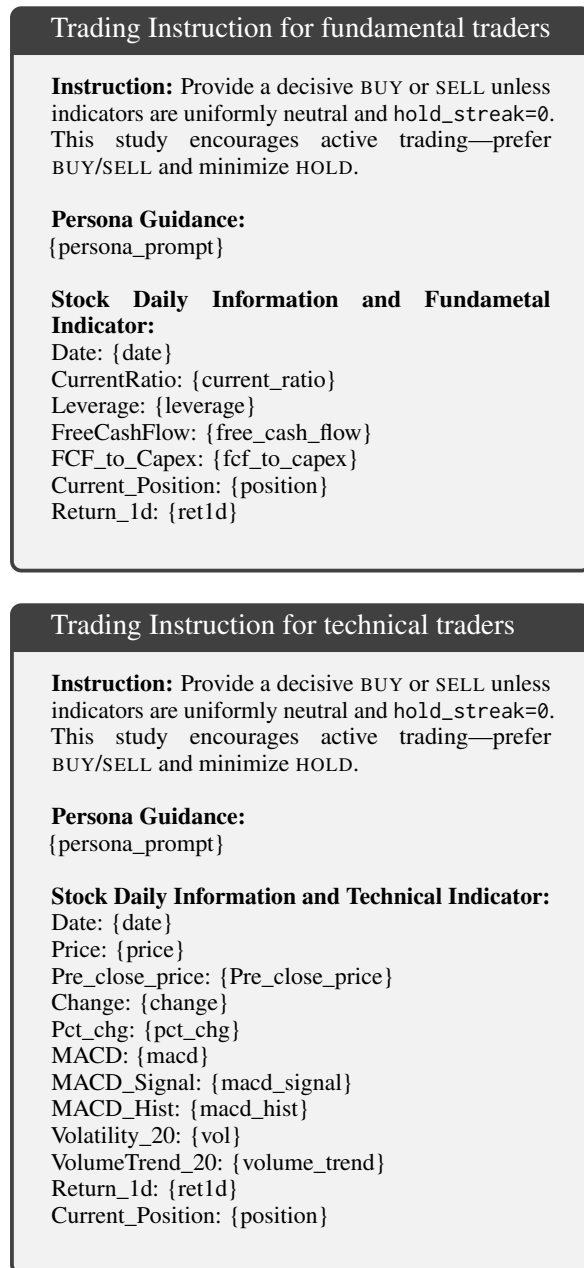 Trading Instruction for fundamental traders
Instruction: Provide a decisive BUY or SELL unless
indicators are uniformly neutral and hold_streak=0.
This study encourages active trading—prefer
BUY/SELL and minimize HOLD.
Persona Guidance:
{persona_prompt}
Stock Daily Information and Fundametal
Indicator:
Date: {date}
CurrentRatio: {current_ratio}
Leverage: {leverage}
FreeCashFlow: {free_cash_flow}
FCF_to_Capex: {fcf_to_capex}
Current_Position: {position}
Return_1d: {ret1d}
Trading Instruction for technical traders
Instruction: Provide a decisive BUY or SELL unless
indicators are uniformly neutral and hold_streak=0.
This study encourages active trading—prefer
BUY/SELL and minimize HOLD.
Persona Guidance:
{persona_prompt}
Stock Daily Information and Technical Indicator:
Date: {date}
Price: {price}
Pre_close_price: {Pre_close_price}
Change: {change}
Pct_chg: {pct_chg}
MACD: {macd}
MACD_Signal: {macd_signal}
MACD_Hist: {macd_hist}
Volatility_20: {vol}
VolumeTrend_20: {volume_trend}
Return_1d: {ret1d}
Current_Position: {position}